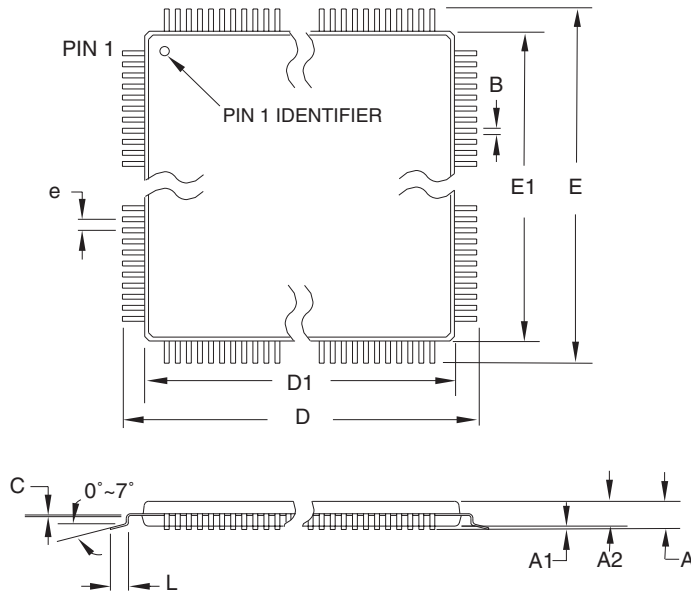 PIN 1
PIN 1 IDENTIFIER
B
e
E1
E
D1
D
C
0°~7°
L
A1
A2
A